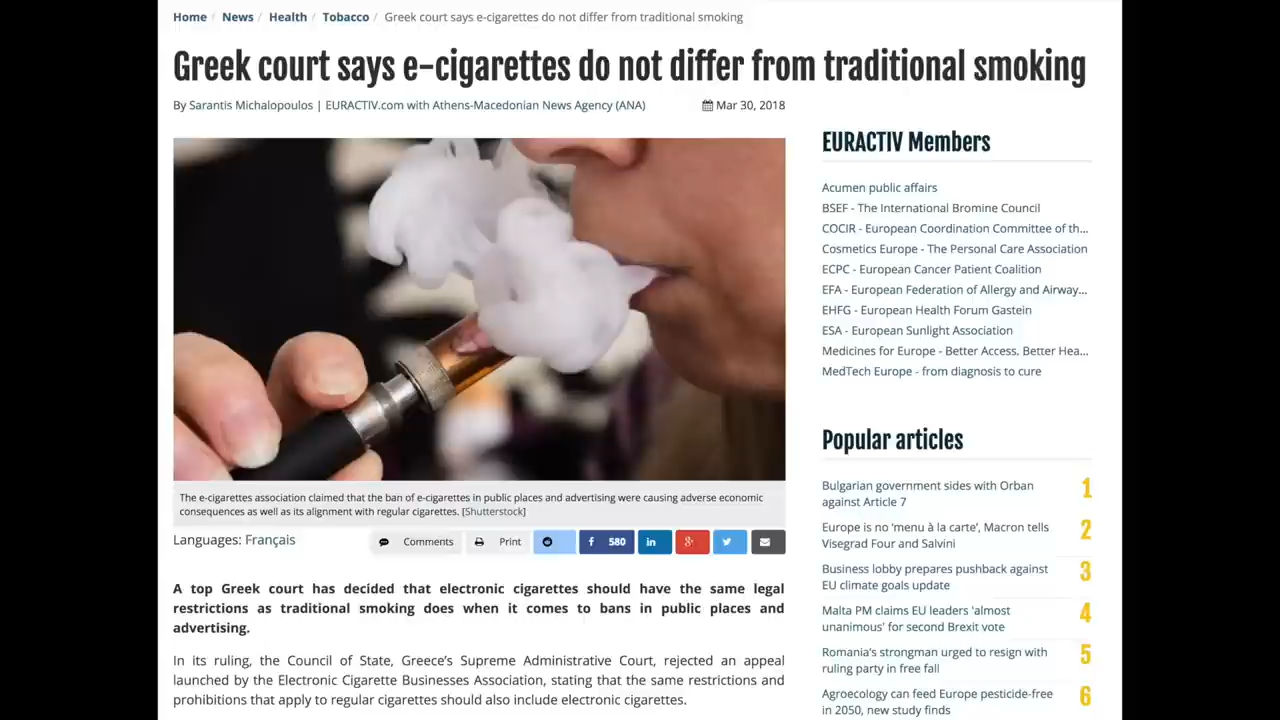 Home / News / Health / Tobacco / Greek court says e-cigarettes do not differ from traditional smoking
Greek court says e-cigarettes do not differ from traditional smoking
By Sarantis Michalopoulos | EURACTIV.com with Athens-Macedonian News Agency (ANA)
Mar 30, 2018
The e-cigarettes association claimed that the ban of e-cigarettes in public places and advertising were causing adverse economic
consequences as well as its alignment with regular cigarettes. [Shutterstock]
Languages: Français
Comments
Print
f 580
in
g+
A top Greek court has decided that electronic cigarettes should have the same legal
restrictions as traditional smoking does when it comes to bans in public places and
advertising.
In its ruling, the Council of State, Greece's Supreme Administrative Court, rejected an appeal
launched by the Electronic Cigarette Businesses Association, stating that the same restrictions and
prohibitions that apply to regular cigarettes should also include electronic cigarettes.
EURACTIV Members
Acumen public affairs
BSEF - The International Bromine Council
COCIR - European Coordination Committee of th...
Cosmetics Europe - The Personal Care Association
ECPC - European Cancer Patient Coalition
EFA - European Federation of Allergy and Airway...
EHFG - European Health Forum Gastein
ESA - European Sunlight Association
Medicines for Europe - Better Access. Better Hea...
MedTech Europe - from diagnosis to cure
Popular articles
Bulgarian government sides with Orban
against Article 7
1
Europe is no 'menu à la carte', Macron tells
Visegrad Four and Salvini
2
Business lobby prepares pushback against
EU climate goals update
3
Malta PM claims EU leaders 'almost
unanimous' for second Brexit vote
4
Romania's strongman urged to resign with
ruling party in free fall
5
Agroecology can feed Europe pesticide-free
in 2050, new study finds
6